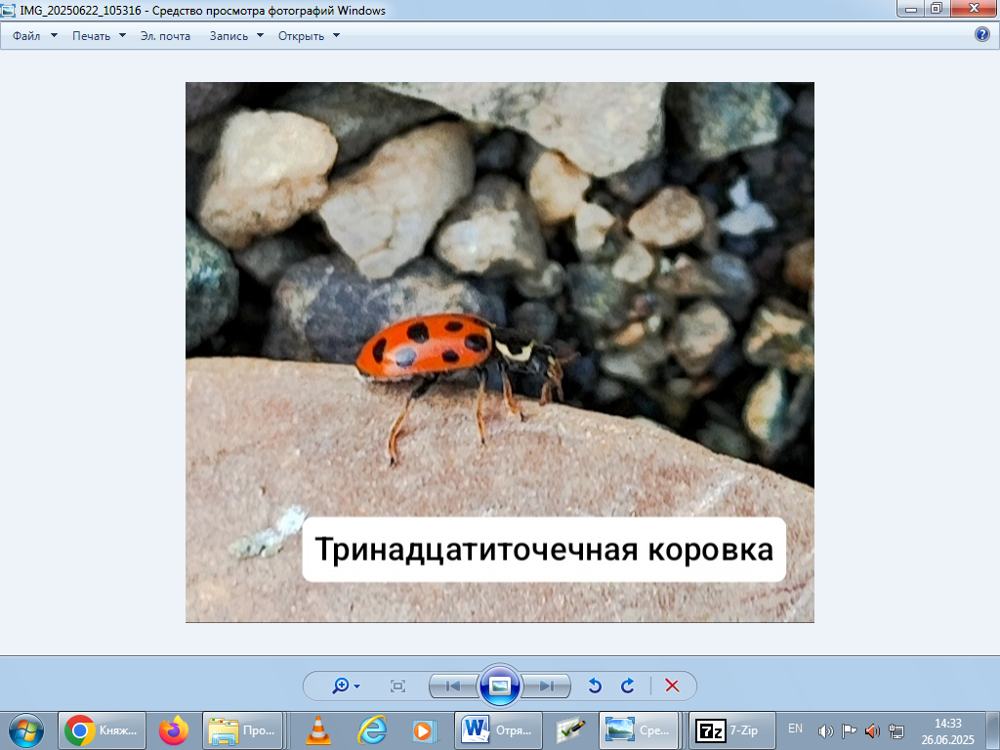 IMG_20250622_105316 - Средство просмотра фотографий Windows
Файл Печать Эл. почта Запись Открыть
Тринадцатиточечная коровка
Княж...
Про...
Отря...
Сре...
7z 7-Zip
EN
14:33
26.06.2025